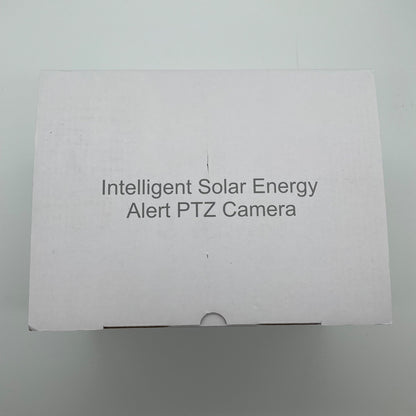 Intelligent Solar Energy
Alert PTZ Camera